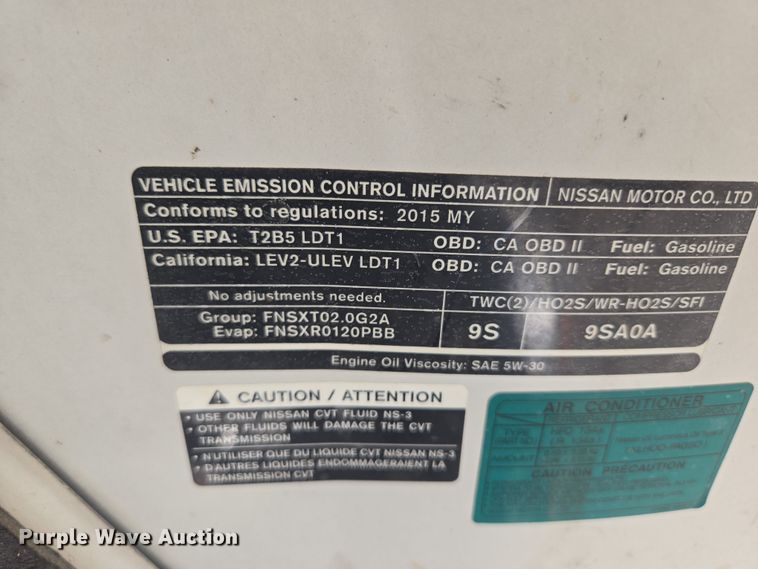 VEHICLE EMISSION CONTROL INFORMATION NISSAN MOTOR CO., LTD
Conforms to regulations: 2015 MY
U.S. EPA: T2B5 LDT1 OBD: CA OBD II Fuel: Gasoline
California: LEV2-ULEV LDT1 OBD: CA OBD II Fuel: Gasoline
No adjustments needed. TWC(2)/HO2S/WR-HO2S/SFI
Group: FNSXT02.0G2A
Evap: FNSXR0120PBB
9S 9SA0A
Engine Oil Viscosity: SAE 5W-30
CAUTION / ATTENTION
• USE ONLY NISSAN CVT FLUID NS-3
• OTHER FLUIDS WILL DAMAGE THE CVT
TRANSMISSION
• N'UTILISER QUE DU LIQUIDE CVT NISSAN NS-3
• D'AUTRES LIQUIDES ENDOMMAGERAIENT LA
TRANSMISSION CVT
AIR CONDITIONER
TYPE
AMOUNT
CAUTION PRÉCAUTION
Purple Wave Auction